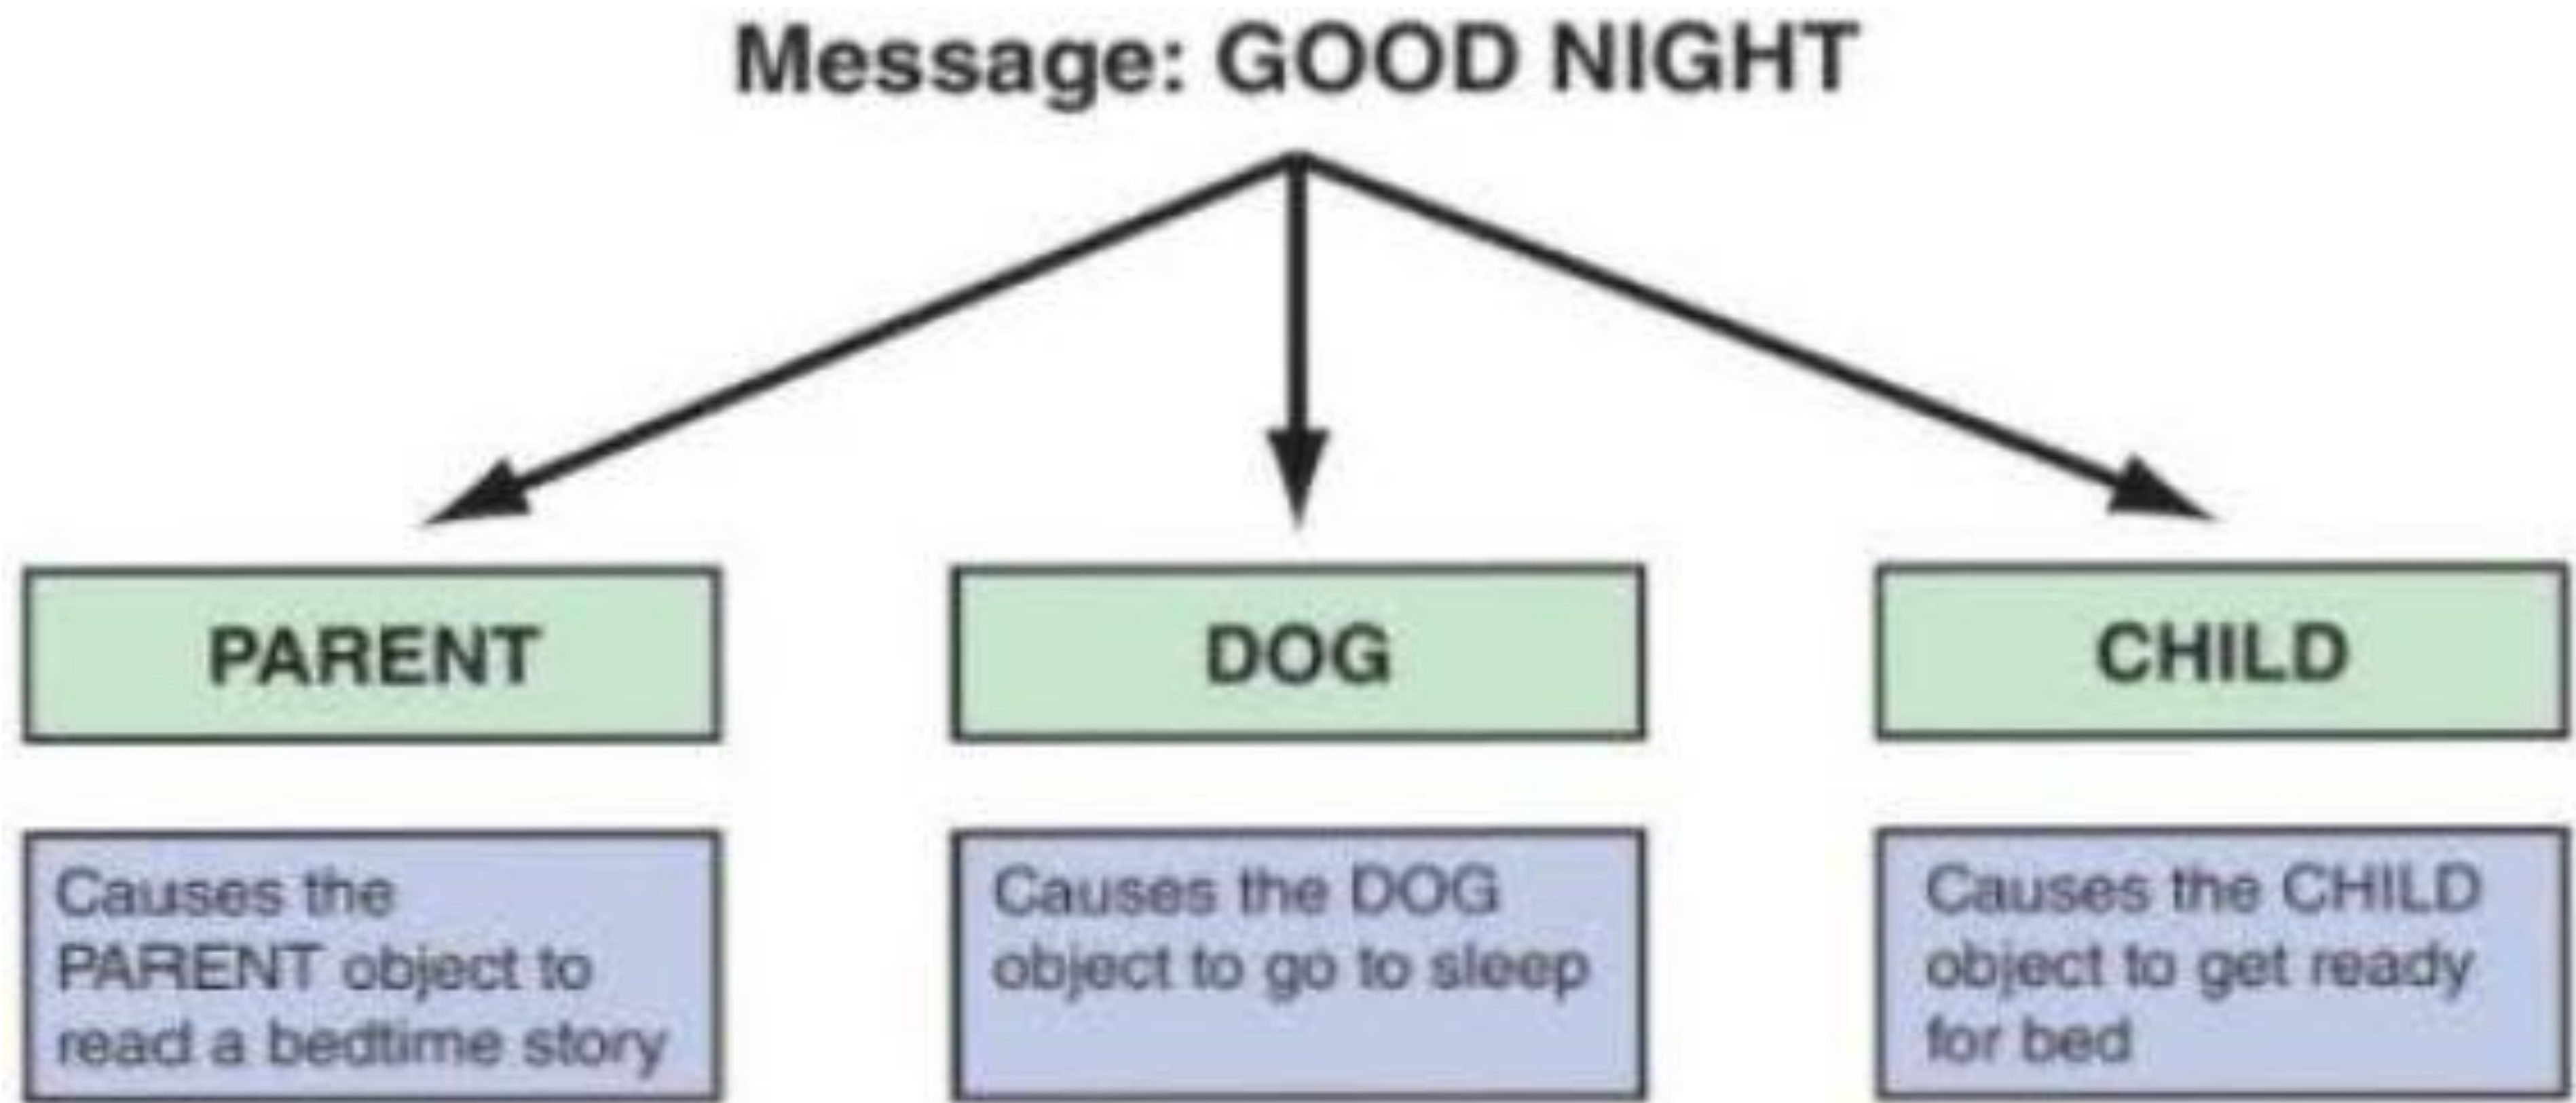 Message: GOOD NIGHT
PARENT
DOG
CHILD
Causes the
PARENT object to
read a bedtime story
Causes the DOG
object to go to sleep
Causes the CHILD
object to get ready
for bed